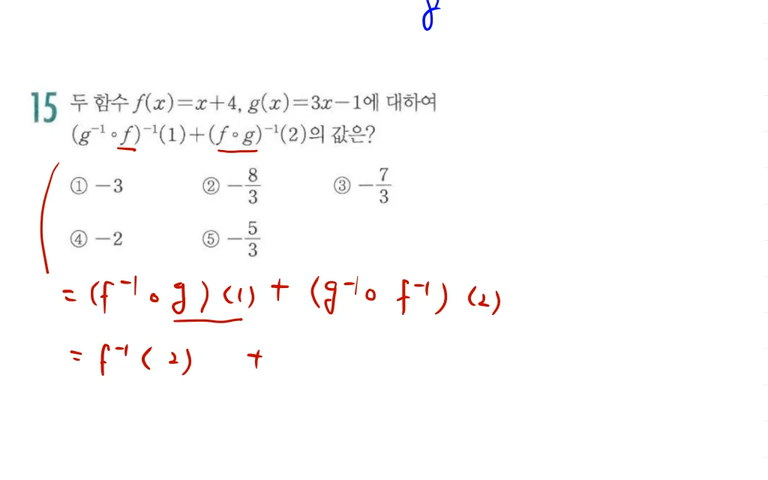 8
15 두 함수 f(x)=x+4, g(x)=3x−1에 대하여
(g⁻¹∘f)⁻¹(1)+(f∘g)⁻¹(2)의 값은?
① −3 ② −8/3 ③ −7/3
④ −2 ⑤ −5/3
= (f⁻¹∘g)(1) + (g⁻¹∘f⁻¹)(2)
= f⁻¹(2) +